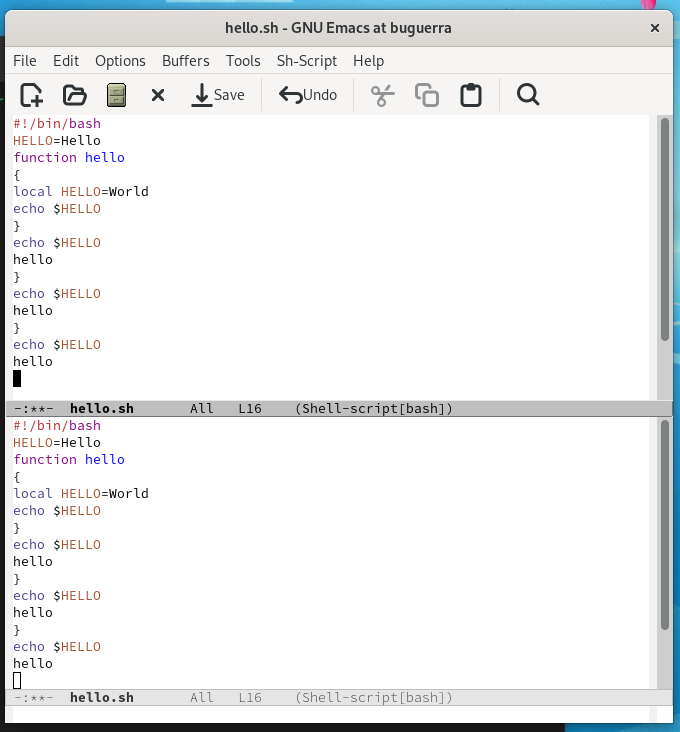 hello.sh - GNU Emacs at buguerra
File Edit Options Buffers Tools Sh-Script Help
Save Undo
#!/bin/bash
HELLO=Hello
function hello
{
local HELLO=World
echo $HELLO
}
echo $HELLO
hello
}
echo $HELLO
hello
}
echo $HELLO
hello
-:**- hello.sh All L16 (Shell-script[bash])
#!/bin/bash
HELLO=Hello
function hello
{
local HELLO=World
echo $HELLO
}
echo $HELLO
hello
}
echo $HELLO
hello
}
echo $HELLO
hello
-:**- hello.sh All L16 (Shell-script[bash])